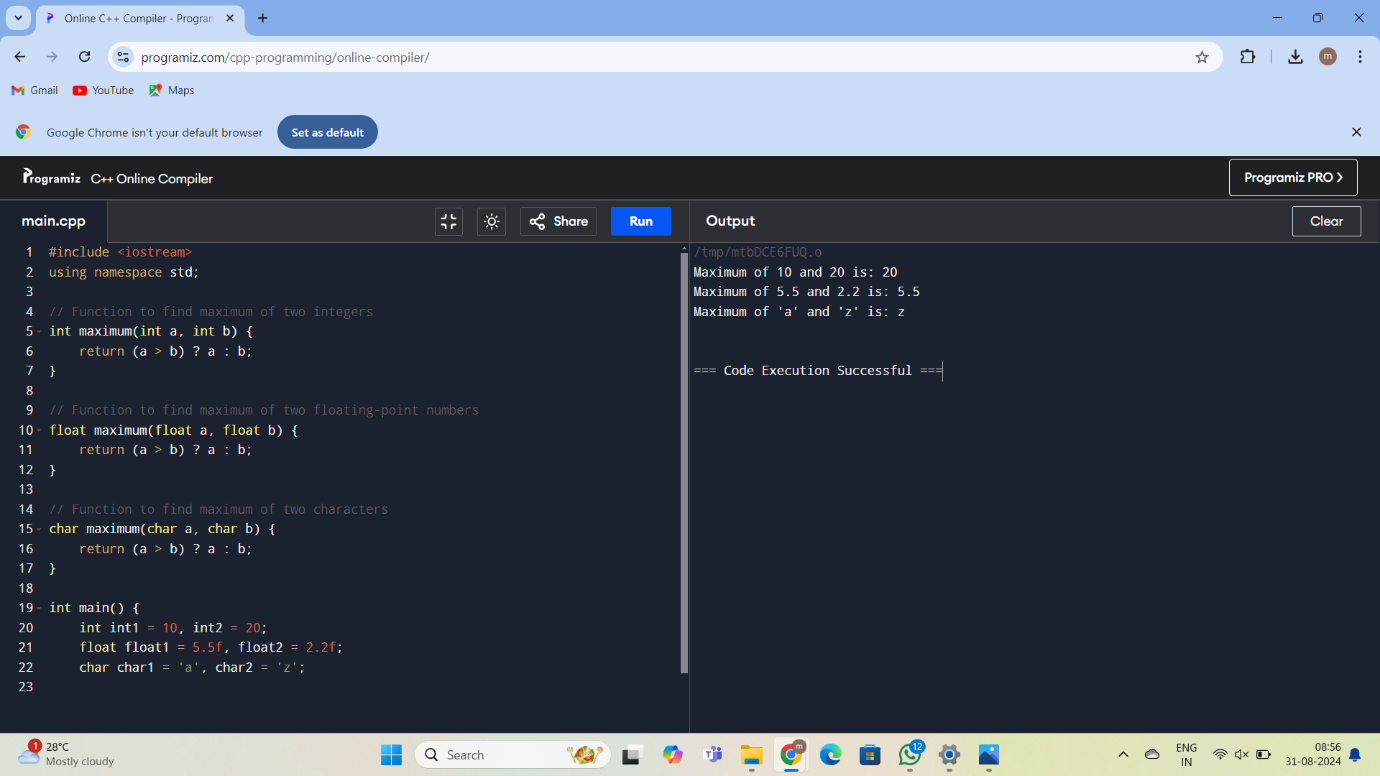 Online C++ Compiler - Program
programiz.com/cpp-programming/online-compiler/
m
Gmail YouTube Maps
Google Chrome isn't your default browser Set as default
Programiz C++ Online Compiler Programiz PRO >
main.cpp Share Run Output Clear
1 #include <iostream>
2 using namespace std;
3
4 // Function to find maximum of two integers
5 int maximum(int a, int b) {
6 return (a > b) ? a : b;
7 }
8
9 // Function to find maximum of two floating-point numbers
10 float maximum(float a, float b) {
11 return (a > b) ? a : b;
12 }
13
14 // Function to find maximum of two characters
15 char maximum(char a, char b) {
16 return (a > b) ? a : b;
17 }
18
19 int main() {
20 int int1 = 10, int2 = 20;
21 float float1 = 5.5f, float2 = 2.2f;
22 char char1 = 'a', char2 = 'z';
23
/tmp/mtbDCE6FUQ.o
Maximum of 10 and 20 is: 20
Maximum of 5.5 and 2.2 is: 5.5
Maximum of 'a' and 'z' is: z
=== Code Execution Successful ===
1
28°C
Mostly cloudy
Search
m
12
ENG
IN
08:56
31-08-2024